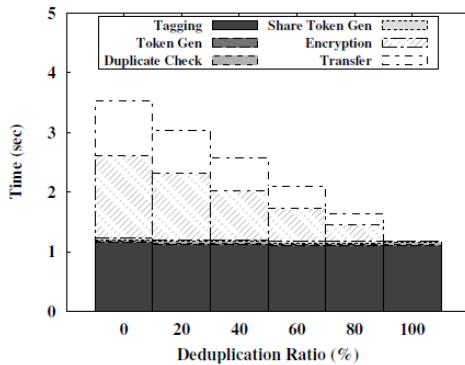 5
4
3
2
1
0
Time (sec)
Tagging
Token Gen
Duplicate Check
Share Token Gen
Encryption
Transfer
0 20 40 60 80 100
Deduplication Ratio (%)